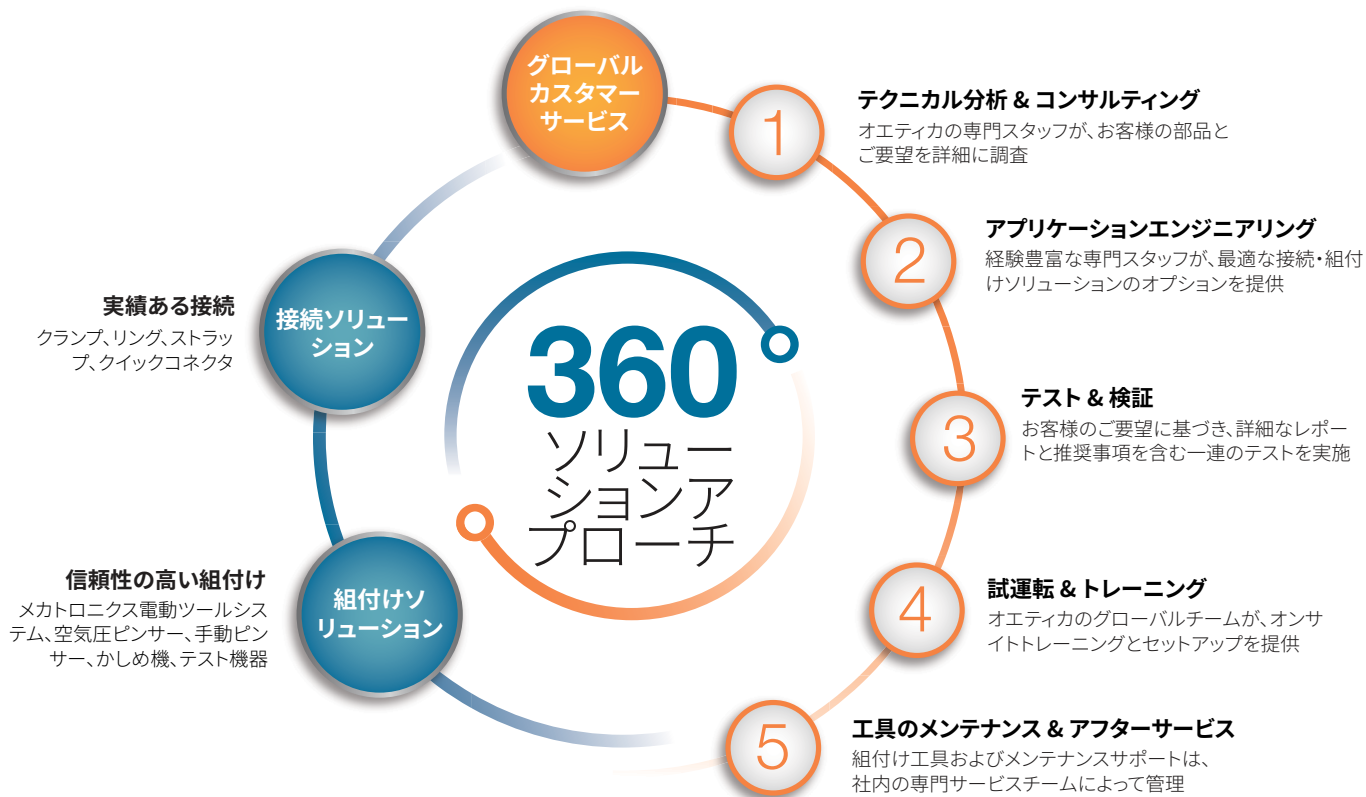 グローバル
カスタマー
サービス
1
テクニカル分析 & コンサルティング
オエティカの専門スタッフが、お客様の部品と
ご要望を詳細に調査
2
アプリケーションエンジニアリング
経験豊富な専門スタッフが、最適な接続・組付
けソリューションのオプションを提供
3
テスト & 検証
お客様のご要望に基づき、詳細なレポー
トと推奨事項を含む一連のテストを実施
4
試運転 & トレーニング
オエティカのグローバルチームが、オンサ
イトトレーニングとセットアップを提供
5
工具のメンテナンス & アフターサービス
組付け工具およびメンテナンスサポートは、
社内の専門サービスチームによって管理
接続ソリュー
ション
実績ある接続
クランプ、リング、ストラッ
プ、クイックコネクタ
組付けソ
リューション
信頼性の高い組付け
メカトロニクス電動ツールシス
テム、空気圧ピンサー、手動ピン
サー、かしめ機、テスト機器
360
ソリュー
ションア
プローチ